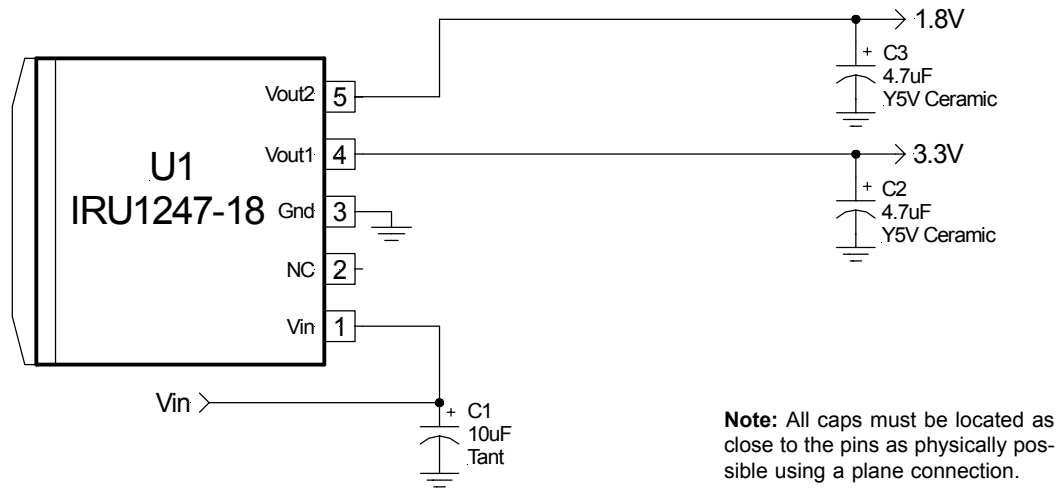 1.8V
C3
+
4.7uF
Y5V Ceramic
Vout2 5
U1
IRU1247-18
Vout1 4
3.3V
+ C2
4.7uF
Y5V Ceramic
Gnd 3
NC 2
Vin 1
Vin
+ C1
10uF
Tant
Note: All caps must be located as
close to the pins as physically pos-
sible using a plane connection.